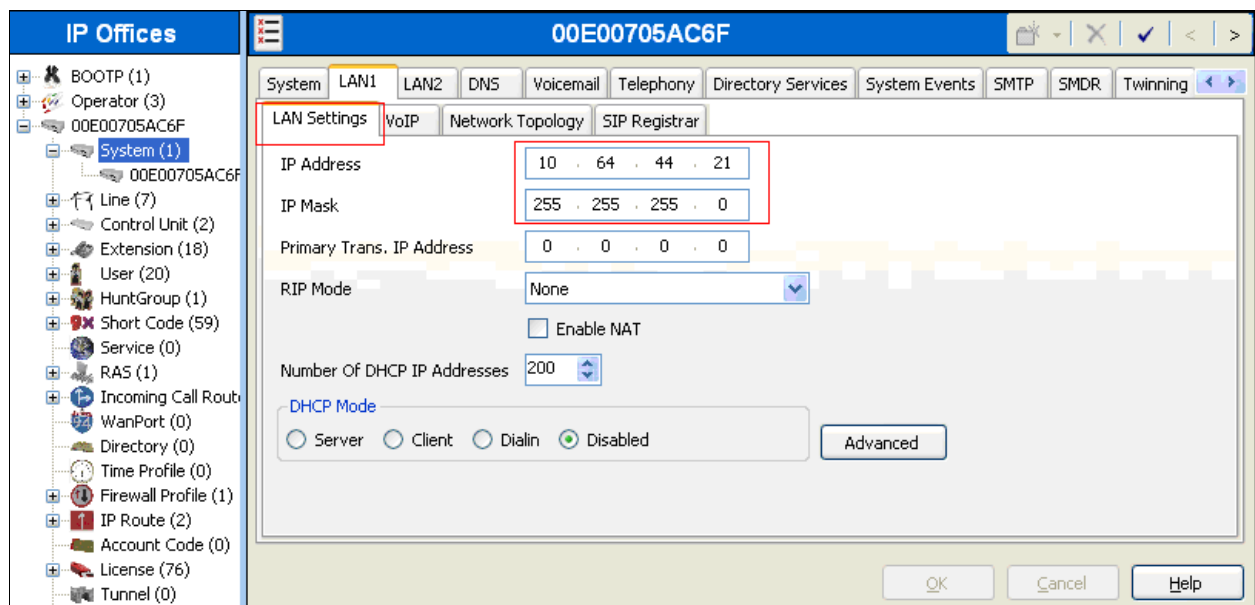 IP Offices
BOOTP (1)
Operator (3)
00E00705AC6F
System (1)
00E00705AC6F
Line (7)
Control Unit (2)
Extension (18)
User (20)
HuntGroup (1)
Short Code (59)
Service (0)
RAS (1)
Incoming Call Rout
WanPort (0)
Directory (0)
Time Profile (0)
Firewall Profile (1)
IP Route (2)
Account Code (0)
License (76)
Tunnel (0)
00E00705AC6F
System LAN1 LAN2 DNS Voicemail Telephony Directory Services System Events SMTP SMDR Twinning
LAN Settings VoIP Network Topology SIP Registrar
IP Address 10 . 64 . 44 . 21
IP Mask 255 . 255 . 255 . 0
Primary Trans. IP Address 0 . 0 . 0 . 0
RIP Mode None
Enable NAT
Number Of DHCP IP Addresses 200
DHCP Mode
Server Client Dialin Disabled Advanced
OK Cancel Help